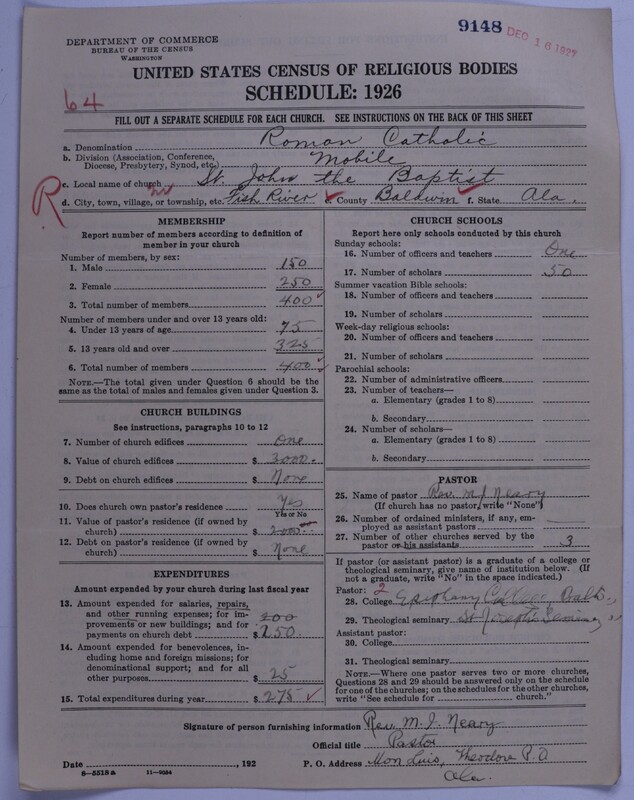 9148 DEC 16 1927
DEPARTMENT OF COMMERCE
BUREAU OF THE CENSUS
WASHINGTON
UNITED STATES CENSUS OF RELIGIOUS BODIES
SCHEDULE: 1926
64
FILL OUT A SEPARATE SCHEDULE FOR EACH CHURCH. SEE INSTRUCTIONS ON THE BACK OF THIS SHEET
a. Denomination Roman Catholic
b. Division (Association, Conference, Diocese, Presbytery, Synod, etc.) Mobile
c. Local name of church St. John the Baptist
R
d. City, town, village, or township, etc. Fish River e. County Baldwin f. State Ala.
MEMBERSHIP
Report number of members according to definition of
member in your church
Number of members, by sex:
1. Male 150
2. Female 250
3. Total number of members 400
Number of members under and over 13 years old:
4. Under 13 years of age 75
5. 13 years old and over 325
6. Total number of members 400
NOTE.—The total given under Question 6 should be
same as the total of males and females given under Question 3.
CHURCH BUILDINGS
See instructions, paragraphs 10 to 12
7. Number of church edifices One
8. Value of church edifices $ 3000.
9. Debt on church edifices $ None
10. Does church own pastor's residence Yes
Yes or No
11. Value of pastor's residence (if owned by
church) $ 2000
12. Debt on pastor's residence (if owned by
church) $ None
EXPENDITURES
Amount expended by your church during last fiscal year
13. Amount expended for salaries, repairs,
and other running expenses; for im-
provements or new buildings; and for 200
payments on church debt $ 250.
14. Amount expended for benevolences, in-
cluding home and foreign missions; for
denominational support; and for all
other purposes $ 25
15. Total expenditures during year $ 275
CHURCH SCHOOLS
Report here only schools conducted by this church
Sunday schools:
16. Number of officers and teachers One
17. Number of scholars 50
Summer vacation Bible schools:
18. Number of officers and teachers
19. Number of scholars
Week-day religious schools:
20. Number of officers and teachers
21. Number of scholars
Parochial schools:
22. Number of administrative officers
23. Number of teachers—
a. Elementary (grades 1 to 8)
b. Secondary
24. Number of scholars—
a. Elementary (grades 1 to 8)
b. Secondary
PASTOR
25. Name of pastor Rev. M. J. Neary
(If church has no pastor, write "None")
26. Number of ordained ministers, if any, em-
ployed as assistant pastors
27. Number of other churches served by the
pastor or his assistants 3
If pastor (or assistant pastor) is a graduate of a college or
theological seminary, give name of institution below. (If
not a graduate, write "No" in the space indicated.)
Pastor: 2
28. College Epiphany College Balt.
29. Theological seminary St Joseph's Seminary "
Assistant pastor:
30. College
31. Theological seminary
NOTE.—Where one pastor serves two or more churches,
Questions 28 and 29 should be answered only on the schedule
for one of the churches; on the schedules for the other churches,
write "See schedule for church."
Signature of person furnishing information Rev. M. J. Neary
Official title Pastor
Date , 192 P. O. Address Mon Luis, Theodore P.O
Ala.
8—5518 a 11—9084